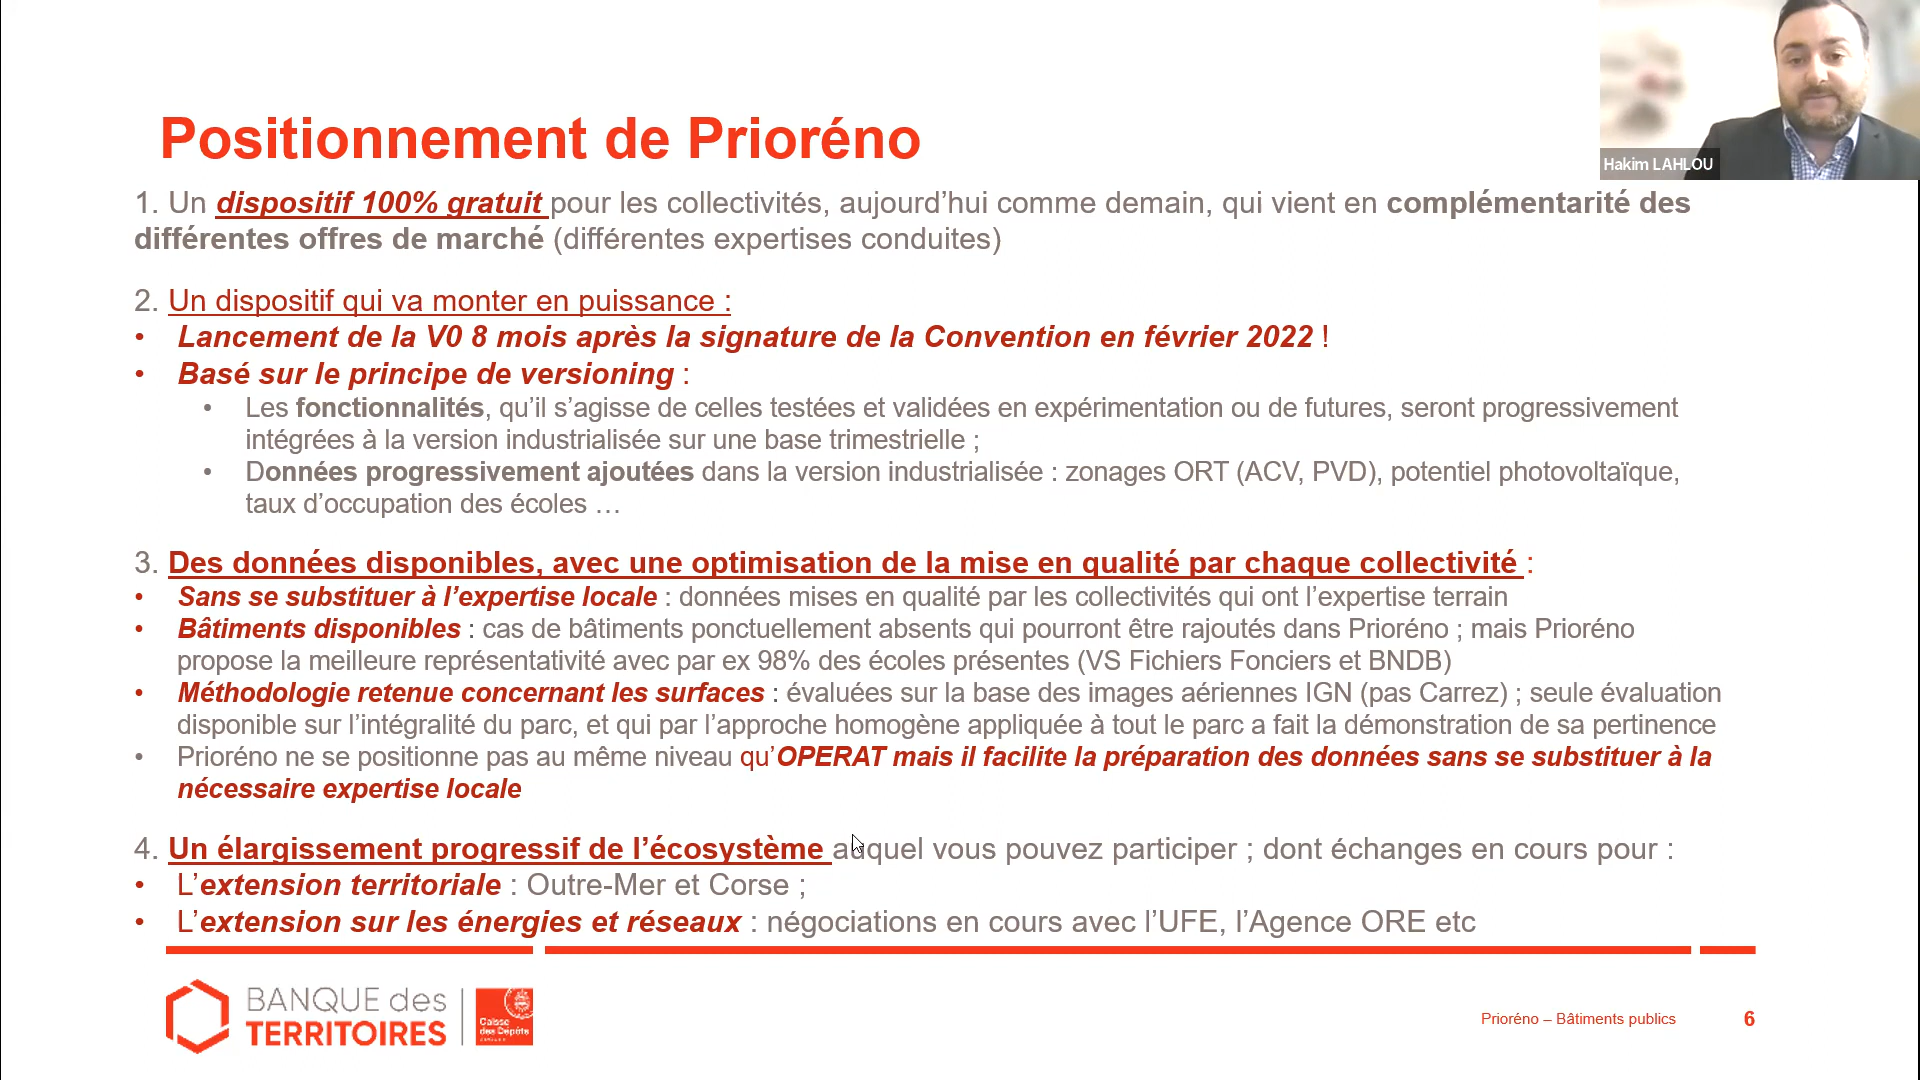 Hakim LAHLOU
Positionnement de Prioréno
1. Un dispositif 100% gratuit pour les collectivités, aujourd’hui comme demain, qui vient en complémentarité des
différentes offres de marché (différentes expertises conduites)
2. Un dispositif qui va monter en puissance :
• Lancement de la V0 8 mois après la signature de la Convention en février 2022 !
• Basé sur le principe de versioning :
• Les fonctionnalités, qu’il s’agisse de celles testées et validées en expérimentation ou de futures, seront progressivement
intégrées à la version industrialisée sur une base trimestrielle ;
• Données progressivement ajoutées dans la version industrialisée : zonages ORT (ACV, PVD), potentiel photovoltaïque,
taux d’occupation des écoles …
3. Des données disponibles, avec une optimisation de la mise en qualité par chaque collectivité :
• Sans se substituer à l’expertise locale : données mises en qualité par les collectivités qui ont l’expertise terrain
• Bâtiments disponibles : cas de bâtiments ponctuellement absents qui pourront être rajoutés dans Prioréno ; mais Prioréno
propose la meilleure représentativité avec par ex 98% des écoles présentes (VS Fichiers Fonciers et BNDB)
• Méthodologie retenue concernant les surfaces : évaluées sur la base des images aériennes IGN (pas Carrez) ; seule évaluation
disponible sur l’intégralité du parc, et qui par l’approche homogène appliquée à tout le parc a fait la démonstration de sa pertinence
• Prioréno ne se positionne pas au même niveau qu’OPERAT mais il facilite la préparation des données sans se substituer à la
nécessaire expertise locale
4. Un élargissement progressif de l’écosystème auquel vous pouvez participer ; dont échanges en cours pour :
• L’extension territoriale : Outre-Mer et Corse ;
• L’extension sur les énergies et réseaux : négociations en cours avec l’UFE, l’Agence ORE etc
BANQUE des
TERRITOIRES
Caisse
des Dépôts
Prioréno – Bâtiments publics
6